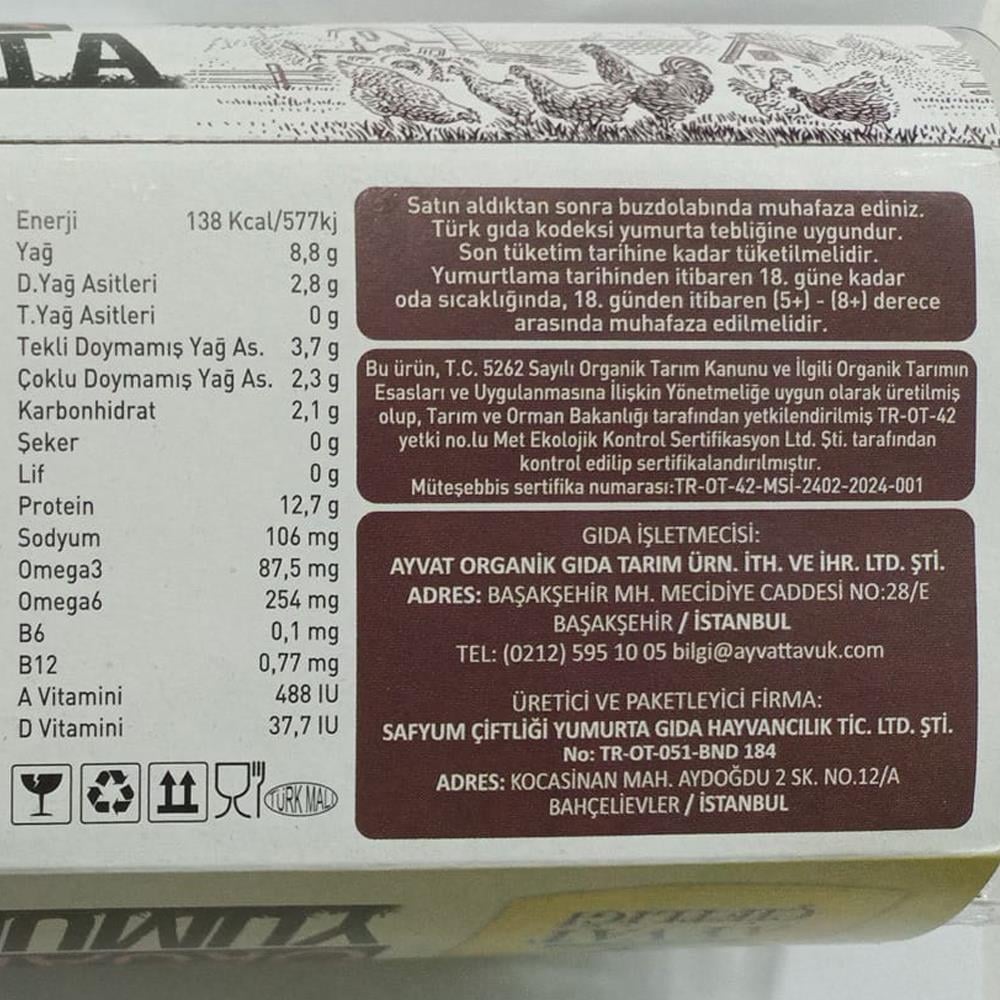 TA
Enerji 138 Kcal/577kj
Yağ 8,8 g
D.Yağ Asitleri 2,8 g
T.Yağ Asitleri 0 g
Tekli Doymamış Yağ As. 3,7 g
Çoklu Doymamış Yağ As. 2,3 g
Karbonhidrat 2,1 g
Şeker 0 g
Lif 0 g
Protein 12,7 g
Sodyum 106 mg
Omega3 87,5 mg
Omega6 254 mg
B6 0,1 mg
B12 0,77 mg
A Vitamini 488 IU
D Vitamini 37,7 IU
TÜRK MALI
Satın aldıktan sonra buzdolabında muhafaza ediniz.
Türk gıda kodeksi yumurta tebliğine uygundur.
Son tüketim tarihine kadar tüketilmelidir.
Yumurtlama tarihinden itibaren 18. güne kadar
oda sıcaklığında, 18. günden itibaren (5+) - (8+) derece
arasında muhafaza edilmelidir.
Bu ürün, T.C. 5262 Sayılı Organik Tarım Kanunu ve İlgili Organik Tarımın
Esasları ve Uygulanmasına İlişkin Yönetmeliğe uygun olarak üretilmiş
olup, Tarım ve Orman Bakanlığı tarafından yetkilendirilmiş TR-OT-42
yetki no.lu Met Ekolojik Kontrol Sertifikasyon Ltd. Şti. tarafından
kontrol edilip sertifikalandırılmıştır.
Müteşebbis sertifika numarası:TR-OT-42-MSİ-2402-2024-001
GIDA İŞLETMECİSİ:
AYVAT ORGANİK GIDA TARIM ÜRN. İTH. VE İHR. LTD. ŞTİ.
ADRES: BAŞAKŞEHİR MH. MECİDİYE CADDESİ NO:28/E
BAŞAKŞEHİR / İSTANBUL
TEL: (0212) 595 10 05 bilgi@ayvattavuk.com
ÜRETİCİ VE PAKETLEYİCİ FİRMA:
SAFYUM ÇİFTLİĞİ YUMURTA GIDA HAYVANCILIK TİC. LTD. ŞTİ.
No: TR-OT-051-BND 184
ADRES: KOCASİNAN MAH. AYDOĞDU 2 SK. NO.12/A
BAHÇELİEVLER / İSTANBUL
YUMU
ÇİFTLİĞİ